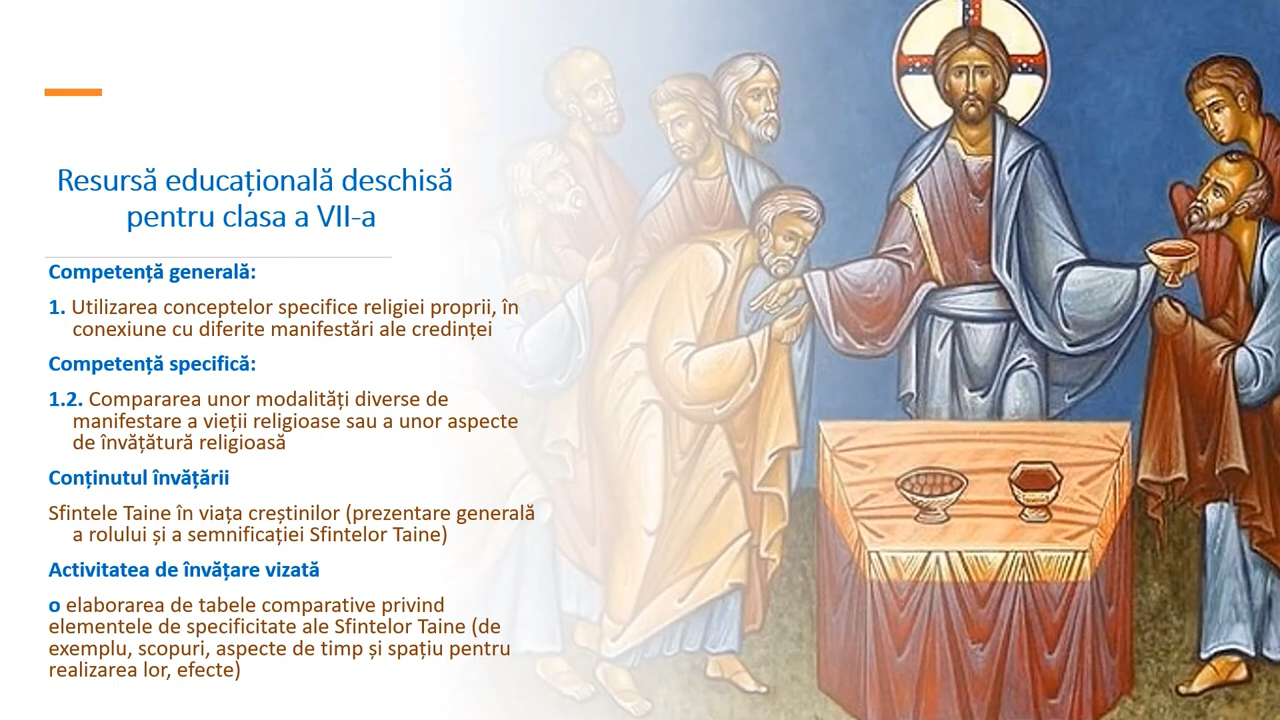 Resursă educațională deschisă
pentru clasa a VII-a
Competență generală:
1. Utilizarea conceptelor specifice religiei proprii, în
conexiune cu diferite manifestări ale credinței
Competență specifică:
1.2. Compararea unor modalități diverse de
manifestare a vieții religioase sau a unor aspecte
de învățătură religioasă
Conținutul învățării
Sfintele Taine în viața creștinilor (prezentare generală
a rolului și a semnificației Sfintelor Taine)
Activitatea de învățare vizată
o elaborarea de tabele comparative privind
elementele de specificitate ale Sfintelor Taine (de
exemplu, scopuri, aspecte de timp și spațiu pentru
realizarea lor, efecte)